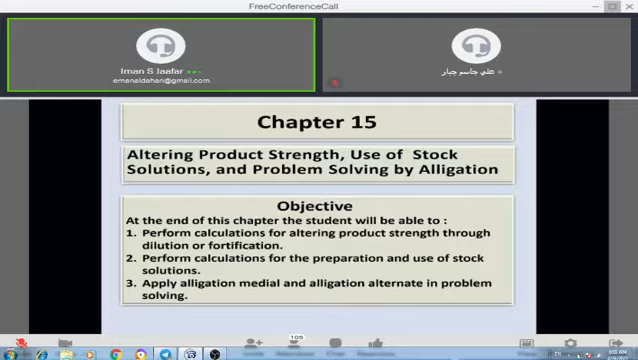 FreeConferenceCall
Iman S Jaafar
emanaldahan@gmail.com
علي جاسم جبار
Chapter 15
Altering Product Strength, Use of Stock
Solutions, and Problem Solving by Alligation
Objective
At the end of this chapter the student will be able to :
1. Perform calculations for altering product strength through
dilution or fortification.
2. Perform calculations for the preparation and use of stock
solutions.
3. Apply alligation medial and alligation alternate in problem
solving.
105